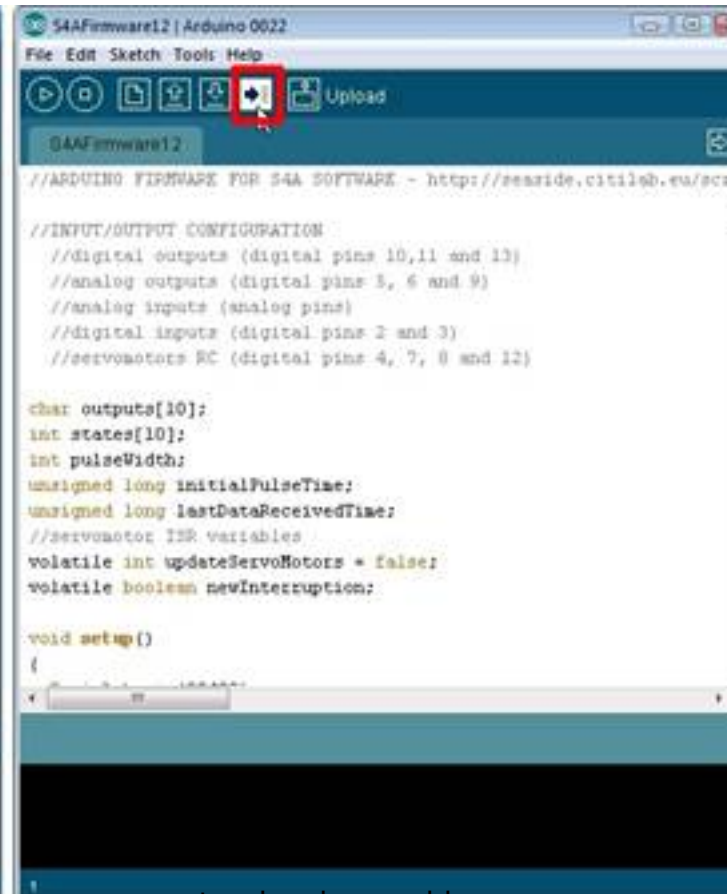 S4AFirmware12 | Arduino 0022
File Edit Sketch Tools Help
Upload
S4AFirmware12
//ARDUINO FIRMWARE FOR S4A SOFTWARE - http://seaside.citilab.eu/scr
//INPUT/OUTPUT CONFIGURATION
//digital outputs (digital pins 10,11 and 13)
//analog outputs (digital pins 5, 6 and 9)
//analog inputs (analog pins)
//digital inputs (digital pins 2 and 3)
//servomotors RC (digital pins 4, 7, 8 and 12)
char outputs[10];
int states[10];
int pulseWidth;
unsigned long initialPulseTime;
unsigned long lastDataReceivedTime;
//servomotor ISR variables
volatile int updateServoMotors = false;
volatile boolean newInterruption;
void setup()
{